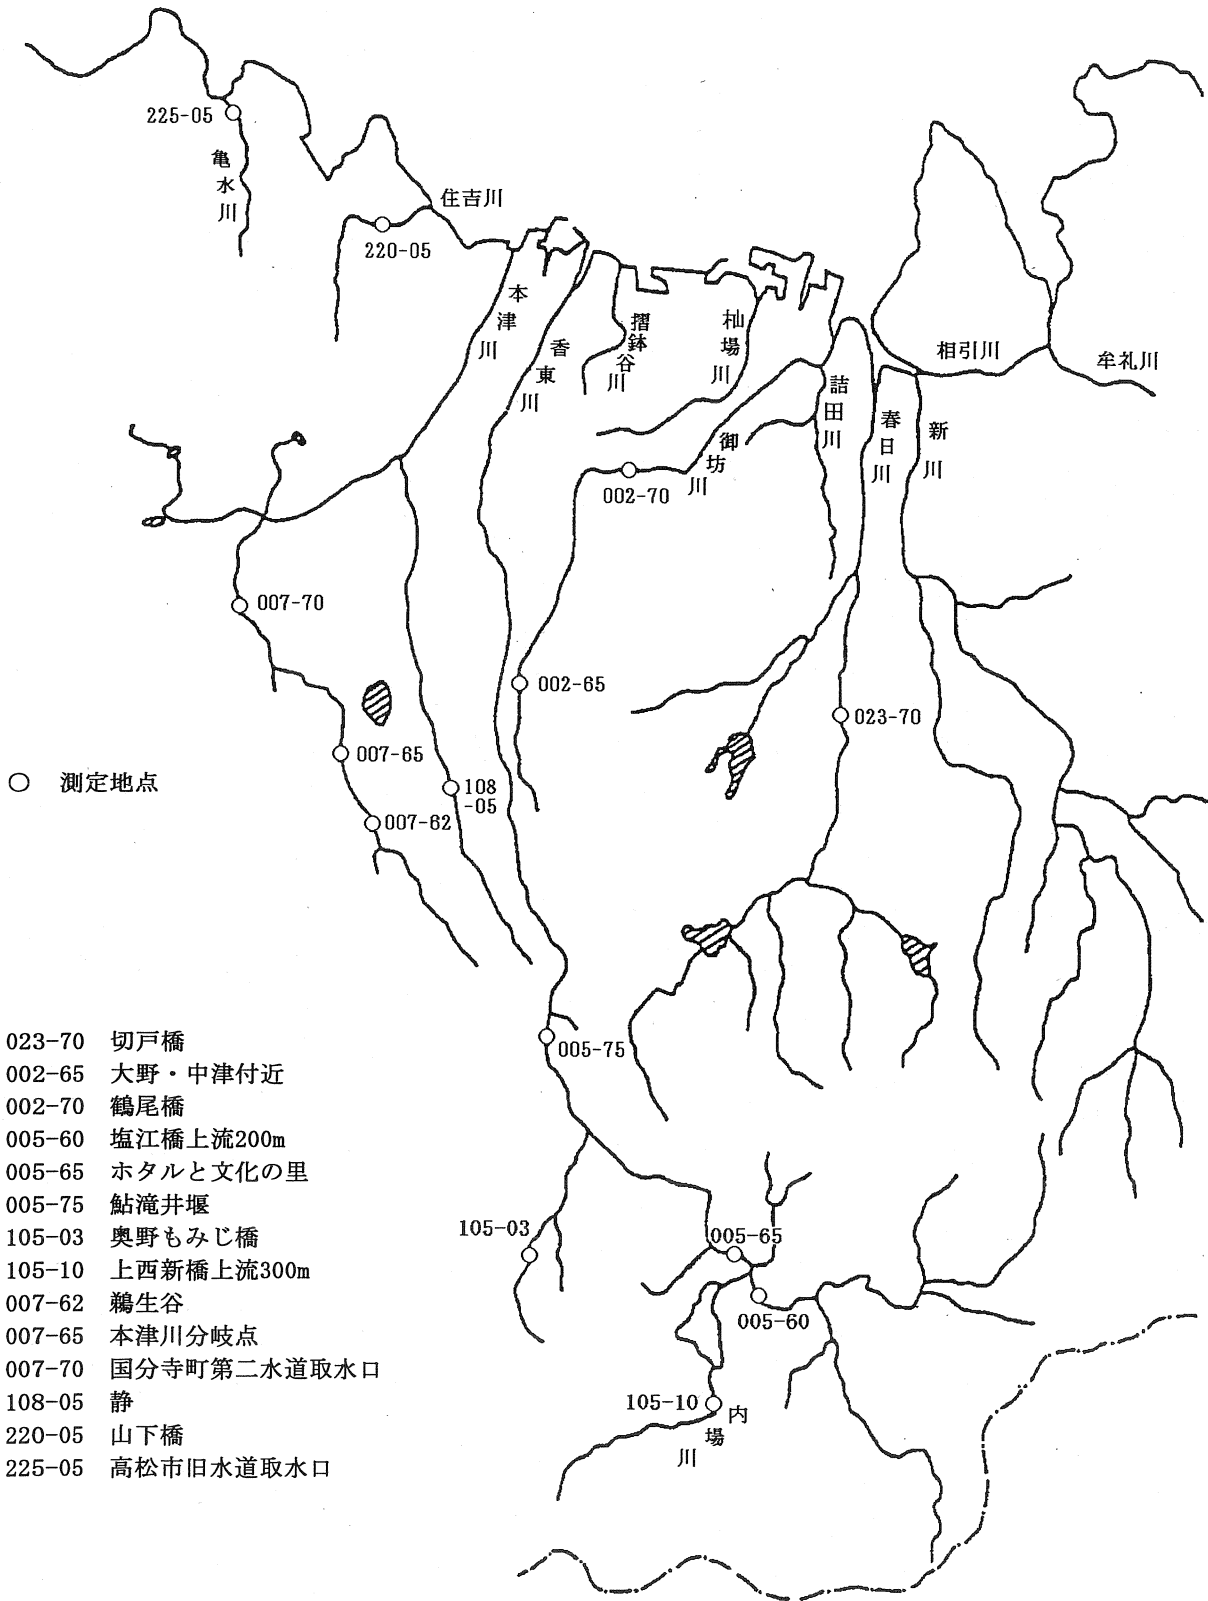 225-05
亀水川
住吉川
220-05
本津川
香東川
摺鉢谷川
杣場川
詰田川
御坊川
春日川
新川
相引川
牟礼川
002-70
007-70
002-65
023-70
007-65
108
-05
007-62
○ 測定地点
005-75
105-03
005-65
005-60
105-10
内場川
023-70 切戸橋
002-65 大野・中津付近
002-70 鶴尾橋
005-60 塩江橋上流200m
005-65 ホタルと文化の里
005-75 鮎滝井堰
105-03 奥野もみじ橋
105-10 上西新橋上流300m
007-62 鵜生谷
007-65 本津川分岐点
007-70 国分寺町第二水道取水口
108-05 静
220-05 山下橋
225-05 高松市旧水道取水口